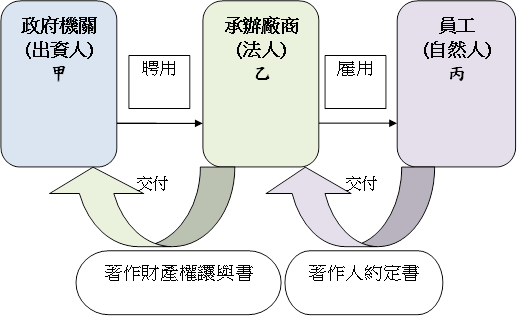 政府機關
(出資人)
甲
聘用
承辦廠商
(法人)
乙
雇用
員工
(自然人)
丙
交付
交付
著作財產權讓與書
著作人約定書